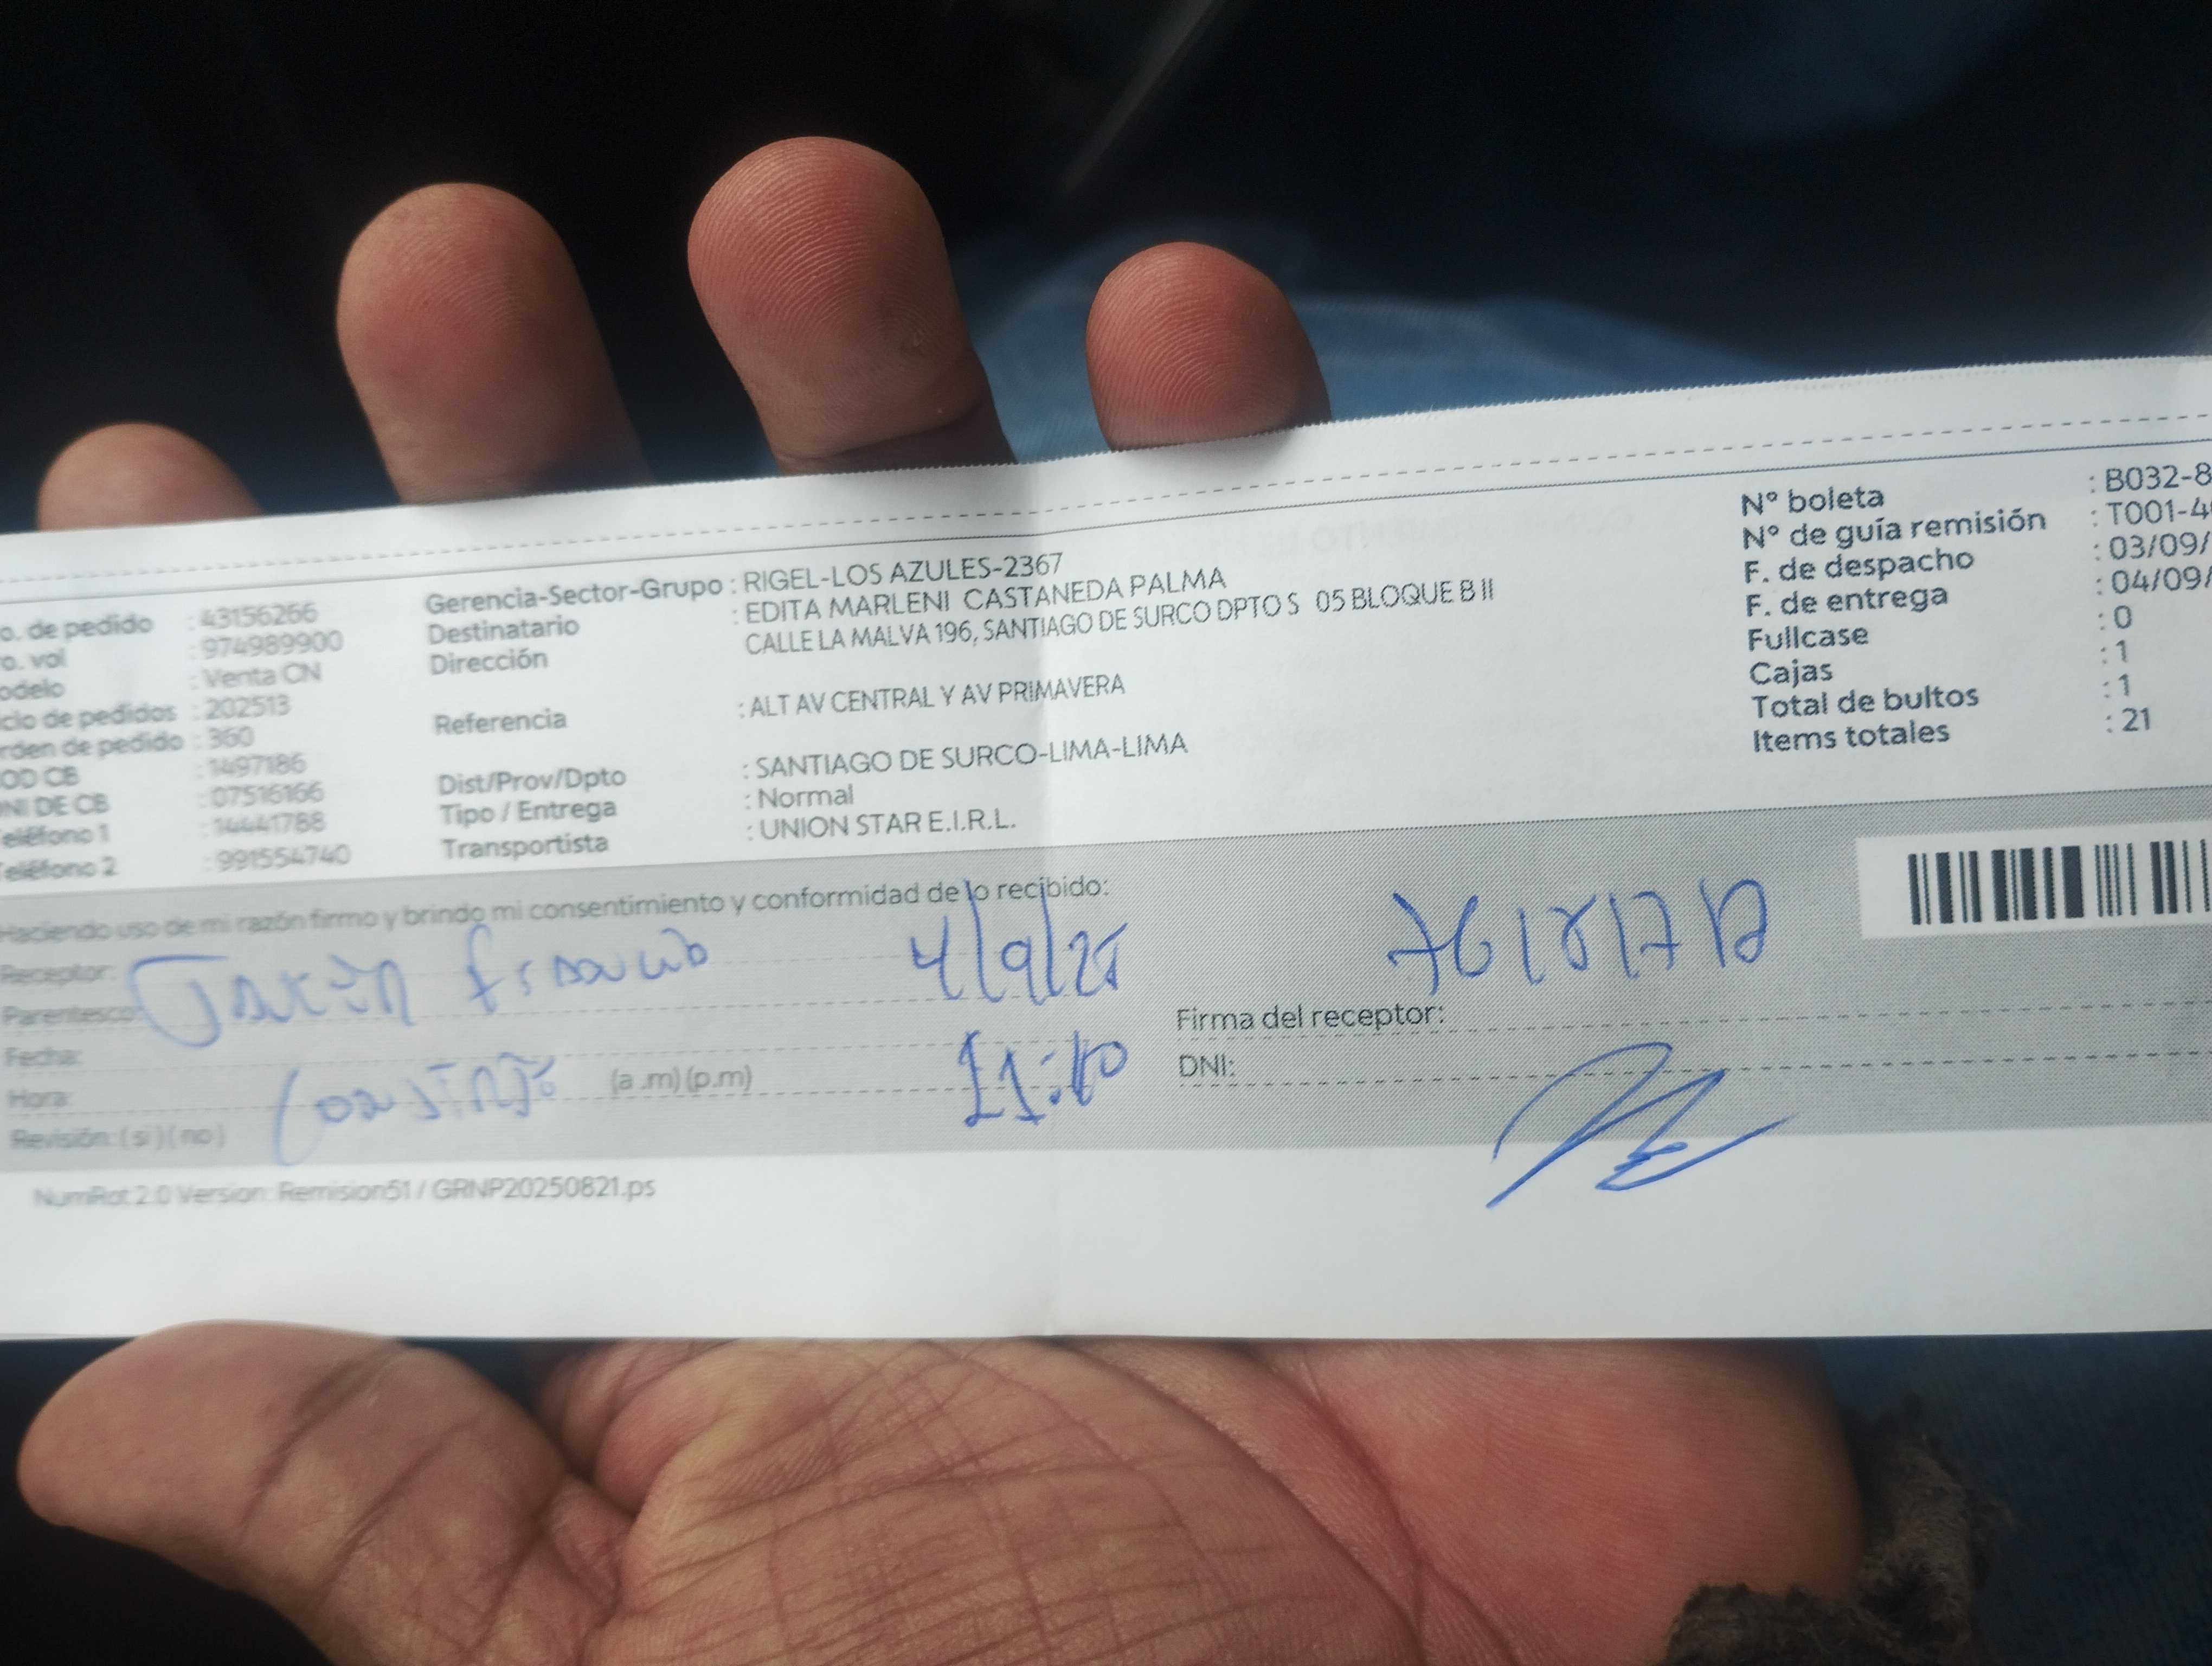 o. de pedido : 43156266
ro. vol : 974989900
odelo : Venta CN
clo de pedidos : 202513
rden de pedido : 360
OD CB : 1497186
NI DE CB : 07516166
eléfono 1 : 14441788
eléfono 2 : 991554740
Gerencia-Sector-Grupo : RIGEL-LOS AZULES-2367
Destinatario : EDITA MARLENI CASTANEDA PALMA
Dirección CALLE LA MALVA 196, SANTIAGO DE SURCO DPTO S 05 BLOQUE B II
Referencia : ALT AV CENTRAL Y AV PRIMAVERA
Dist/Prov/Dpto : SANTIAGO DE SURCO-LIMA-LIMA
Tipo / Entrega : Normal
Transportista : UNION STAR E.I.R.L.
N° boleta : B032-8
N° de guía remisión : T001-4
F. de despacho : 03/09/
F. de entrega : 04/09/
Fullcase : 0
Cajas : 1
Total de bultos : 1
Items totales : 21
Haciendo uso de mi razón firmo y brindo mi consentimiento y conformidad de lo recibido:
Receptor:
Parentesco:
Fecha: 4/9/25
Hora: (a .m) (p.m)
Revisión: (si) (no)
Firma del receptor:
DNI:
NumRot 2.0 Version: Remision51 / GRNP20250821.ps